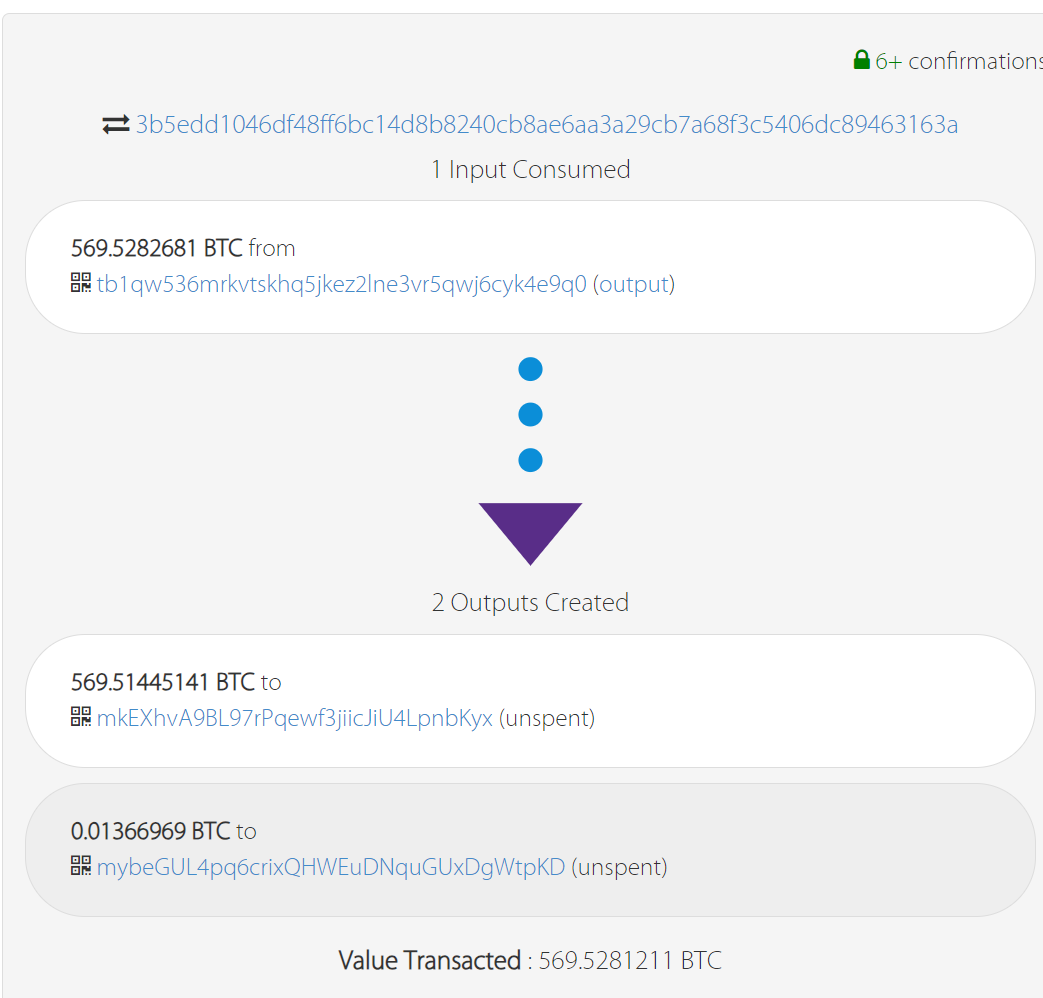 6+ confirmations
3b5edd1046df48ff6bc14d8b8240cb8ae6aa3a29cb7a68f3c5406dc89463163a
1 Input Consumed
569.5282681 BTC from
tb1qw536mrkvtskhq5jkez2lne3vr5qwj6cyk4e9q0 (output)
2 Outputs Created
569.51445141 BTC to
mkEXhvA9BL97rPqewf3jiicJiU4LpnbKyx (unspent)
0.01366969 BTC to
mybeGUL4pq6crixQHWEuDNquGUxDgWtpKD (unspent)
Value Transacted : 569.5281211 BTC